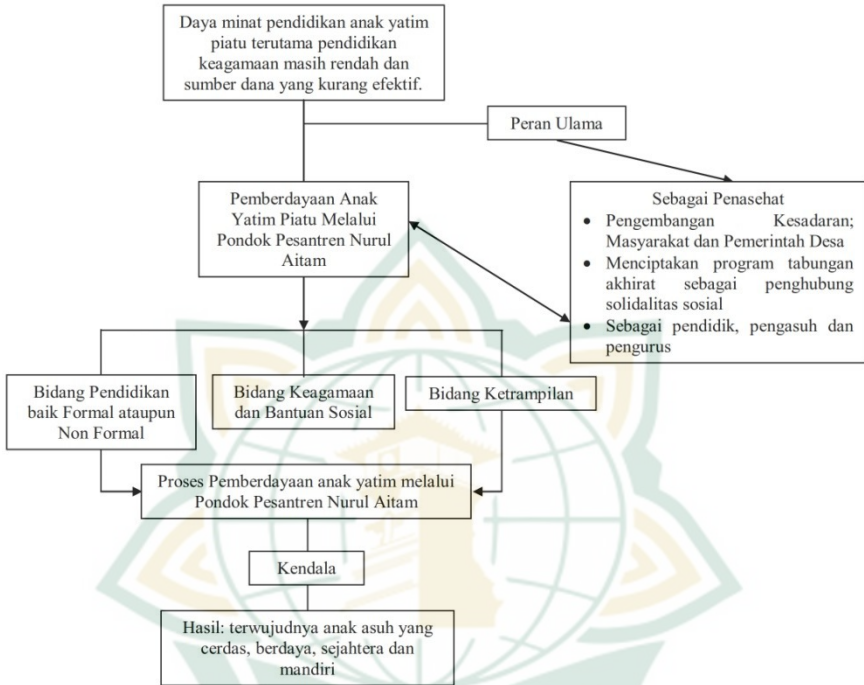 Daya minat pendidikan anak yatim
piatu terutama pendidikan
keagamaan masih rendah dan
sumber dana yang kurang efektif.
Peran Ulama
Pemberdayaan Anak
Yatim Piatu Melalui
Pondok Pesantren Nurul
Aitam
Sebagai Penasehat
• Pengembangan Kesadaran;
Masyarakat dan Pemerintah Desa
• Menciptakan program tabungan
akhirat sebagai penghubung
solidalitas sosial
• Sebagai pendidik, pengasuh dan
pengurus
Bidang Pendidikan
baik Formal ataupun
Non Formal
Bidang Keagamaan
dan Bantuan Sosial
Bidang Ketrampilan
Proses Pemberdayaan anak yatim melalui
Pondok Pesantren Nurul Aitam
Kendala
Hasil: terwujudnya anak asuh yang
cerdas, berdaya, sejahtera dan
mandiri